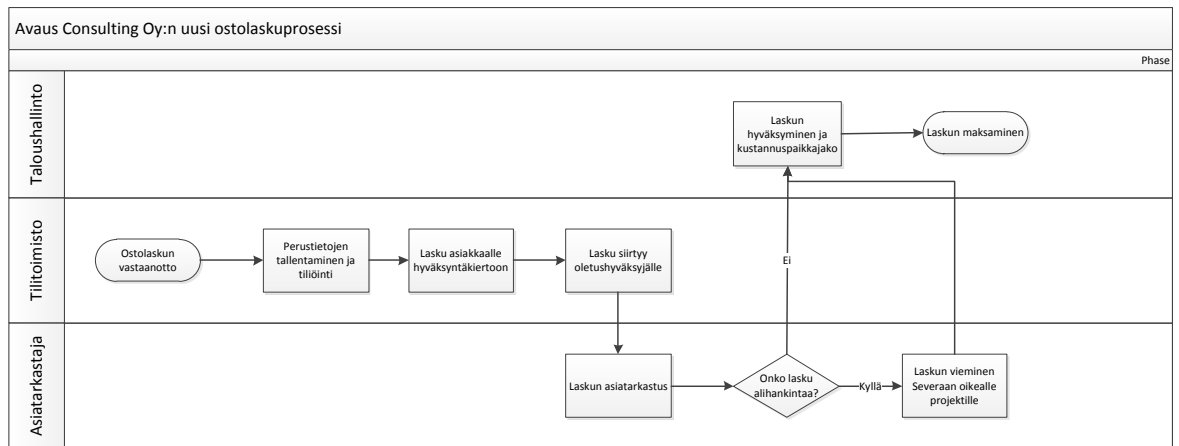 Avaus Consulting Oy:n uusi ostolaskuprosessi
Phase
Taloushallinto
Laskun
hyväksyminen ja
kustannuspaikkajako
Laskun maksaminen
Tilitoimisto
Ostolaskun
vastaanotto
Perustietojen
tallentaminen ja
tiliöinti
Lasku asiakkaalle
hyväksyntäkiertoon
Lasku siirtyy
oletushyväksyjälle
Ei
Asiatarkastaja
Laskun asiatarkastus
Onko lasku
alihankintaa?
Kyllä
Laskun vieminen
Severaan oikealle
projektille